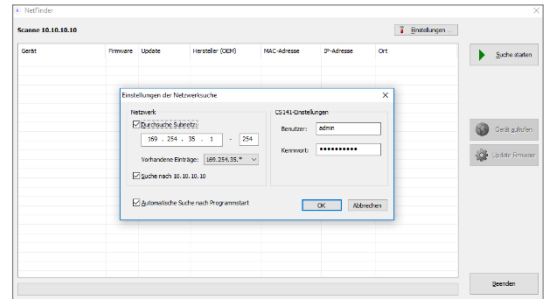 NetFinder
Scanne 10.10.10.10
Einstellungen ...
Gerät Firmware Update Hersteller (OEM) MAC-Adresse IP-Adresse Ort
Suche starten
Einstellungen der Netzwerksuche
Netzwerk
Durchsuche Subnetz:
169 . 254 . 35 . 1 - 254
Vorhandene Einträge: 169.254.35.*
Suche nach 10.10.10.10
Automatische Suche nach Programmstart
CS141-Einstellungen
Benutzer: admin
Kennwort: ••••••••••
OK Abbrechen
Gerät aufrufen
Update Firmware
Beenden